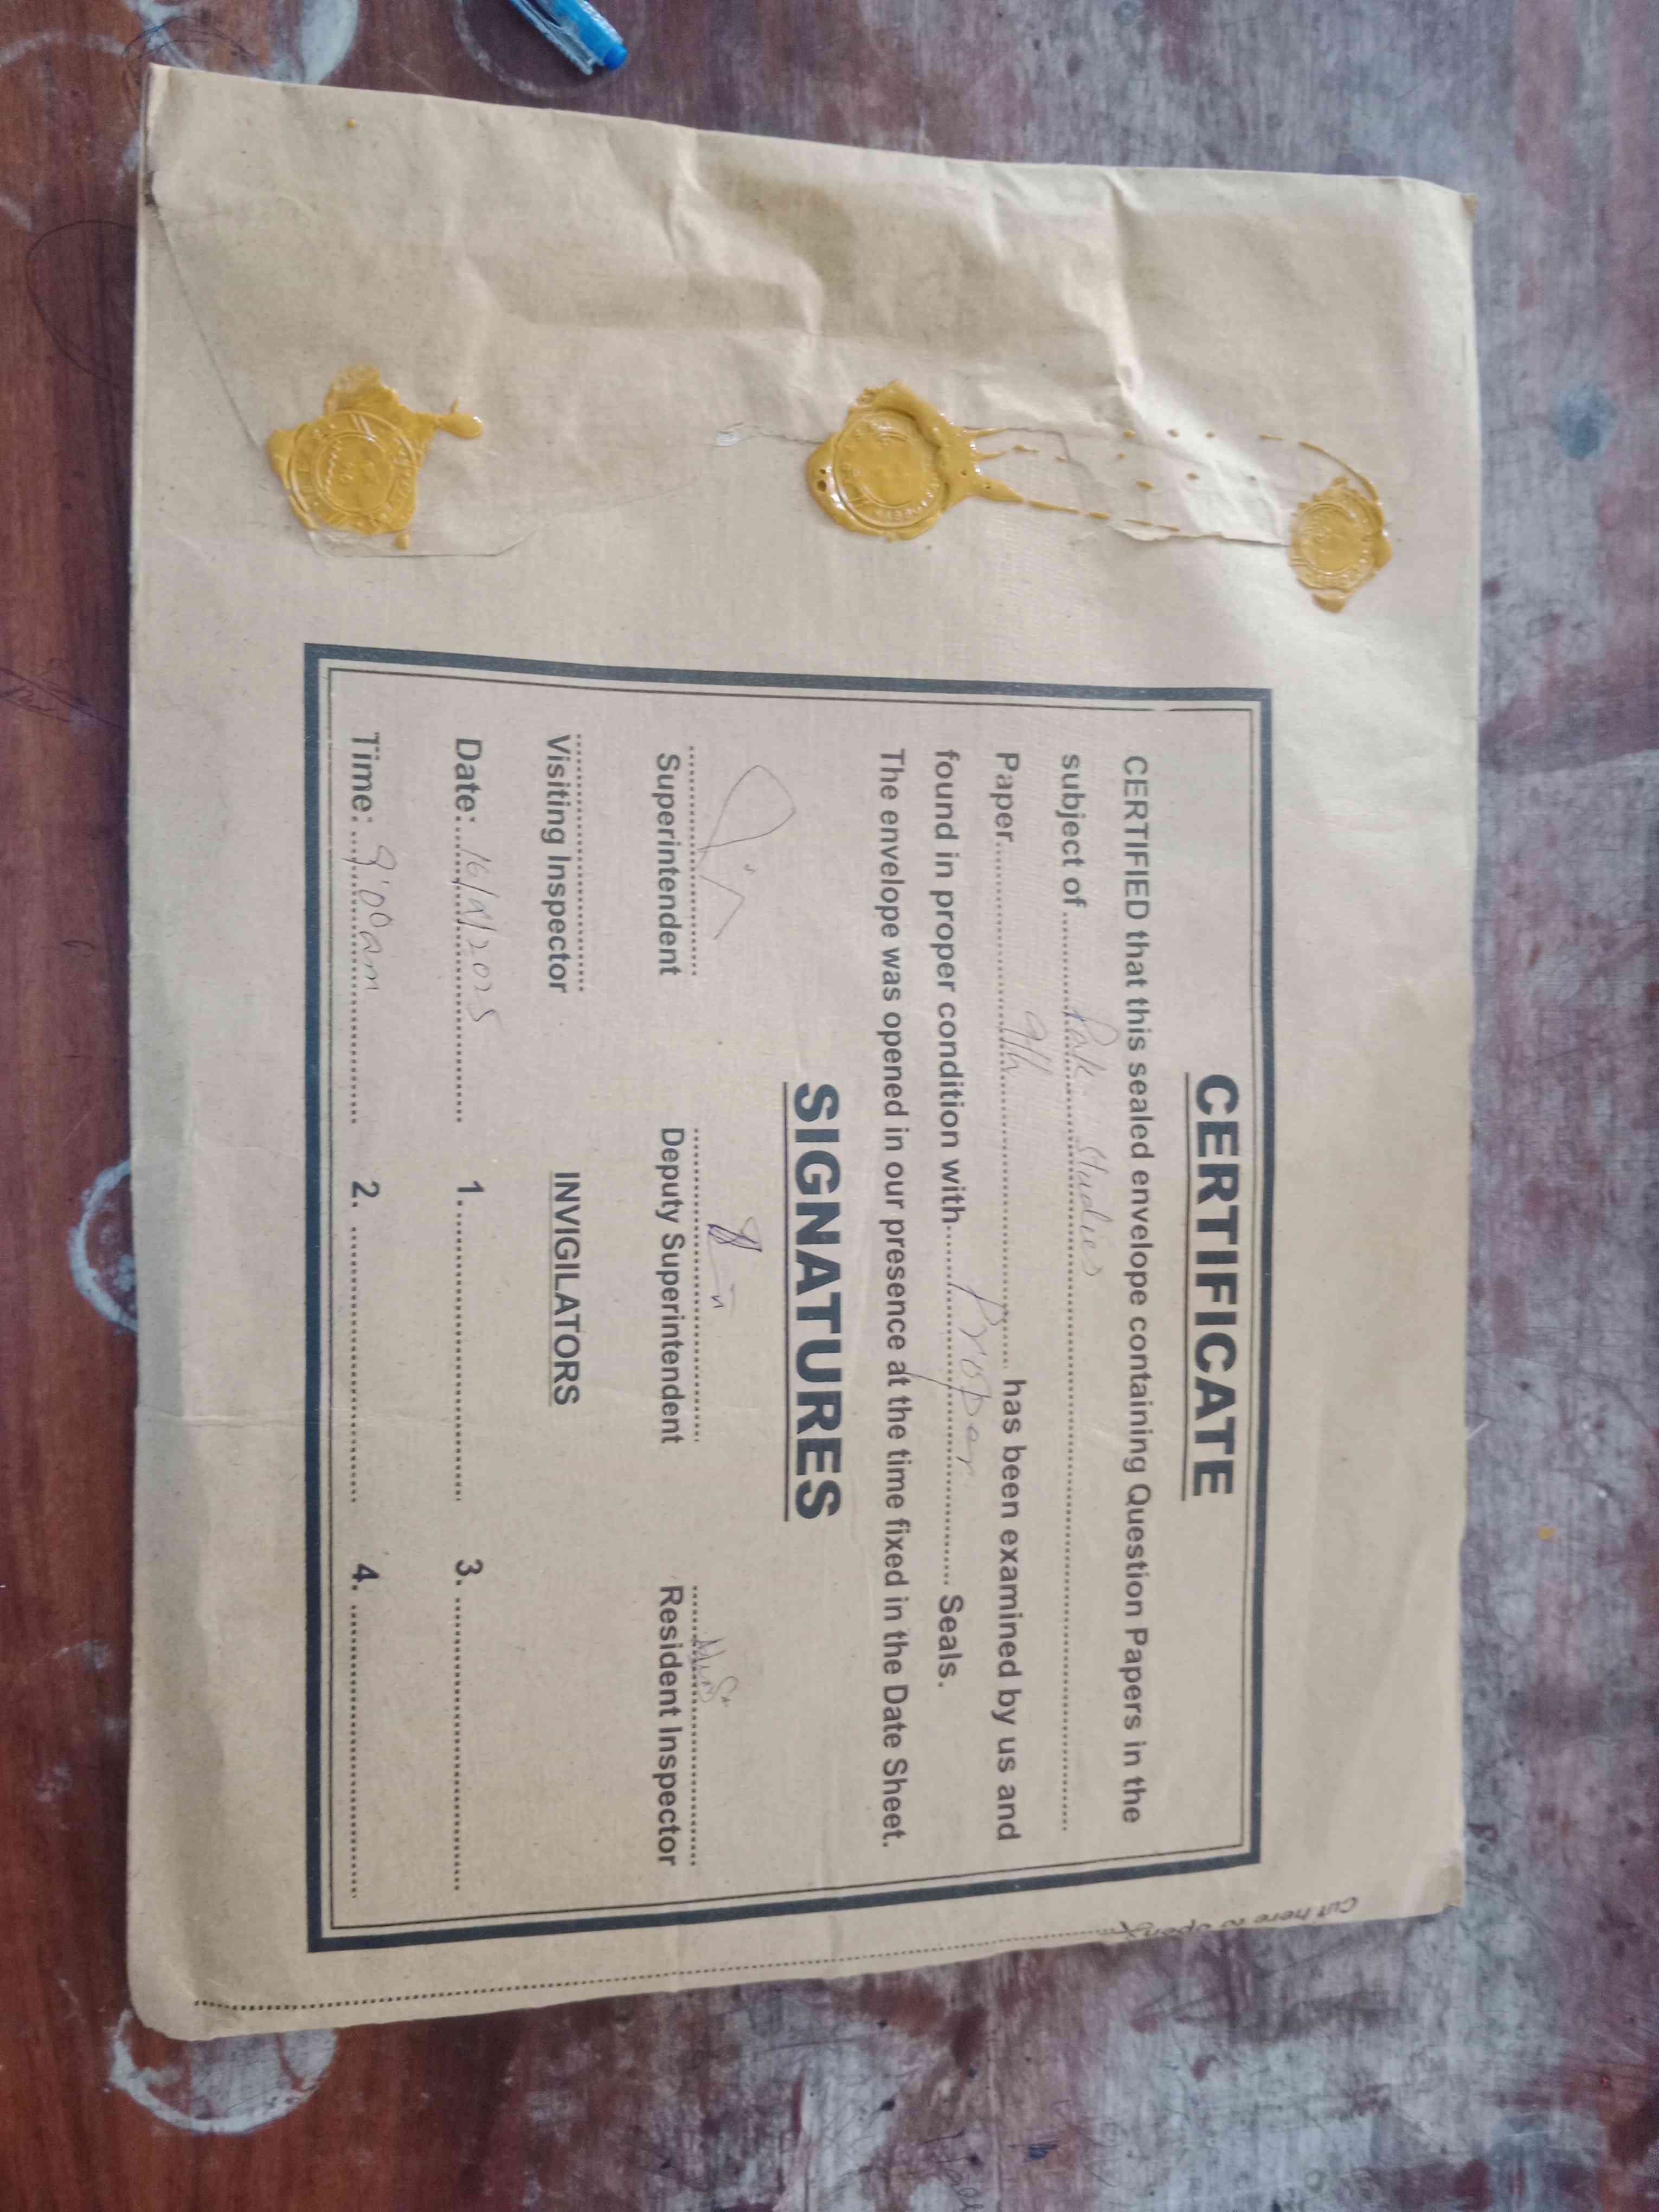 CERTIFICATE
CERTIFIED that this sealed envelope containing Question Papers in the
subject of ........ Pak. Studies ........
Paper ........ 9th ........ has been examined by us and
found in proper condition with ........ Proper ........ Seals.
The envelope was opened in our presence at the time fixed in the Date Sheet.
SIGNATURES
Superintendent Deputy Superintendent Resident Inspector
Visiting Inspector INVIGILATORS
Date: 1. ........ 3. ........
Time: 9:00am 2. ........ 4. ........
Cut here to open